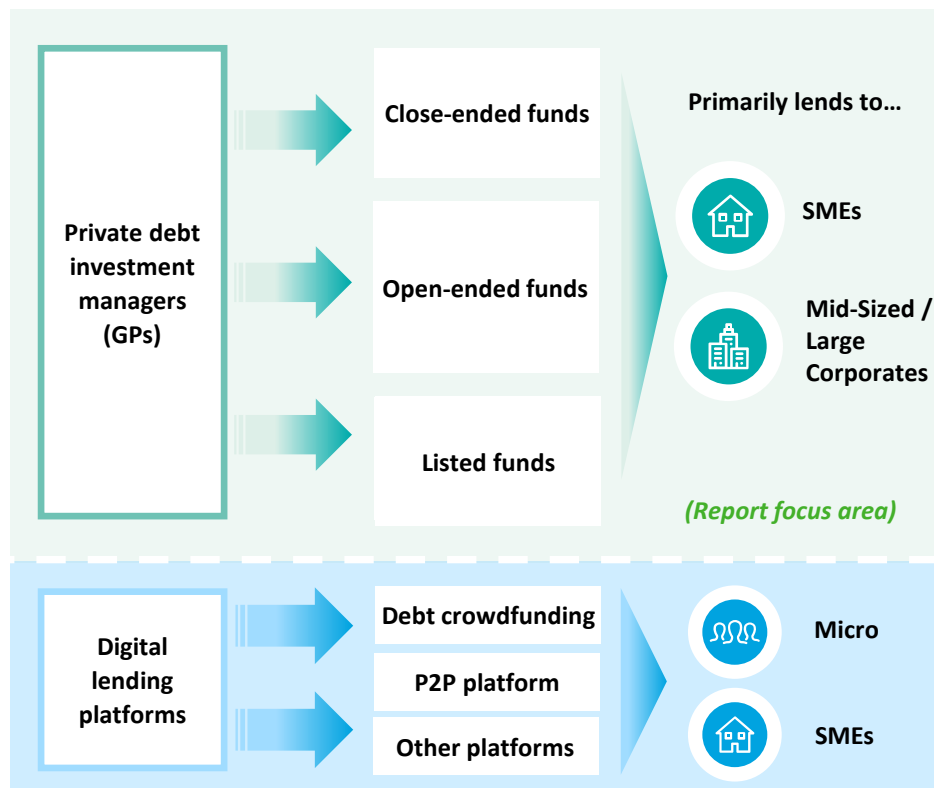 Private debt
investment
managers
(GPs)
Close-ended funds
Open-ended funds
Listed funds
Primarily lends to…
SMEs
Mid-Sized /
Large
Corporates
(Report focus area)
Digital
lending
platforms
Debt crowdfunding
P2P platform
Other platforms
Micro
SMEs